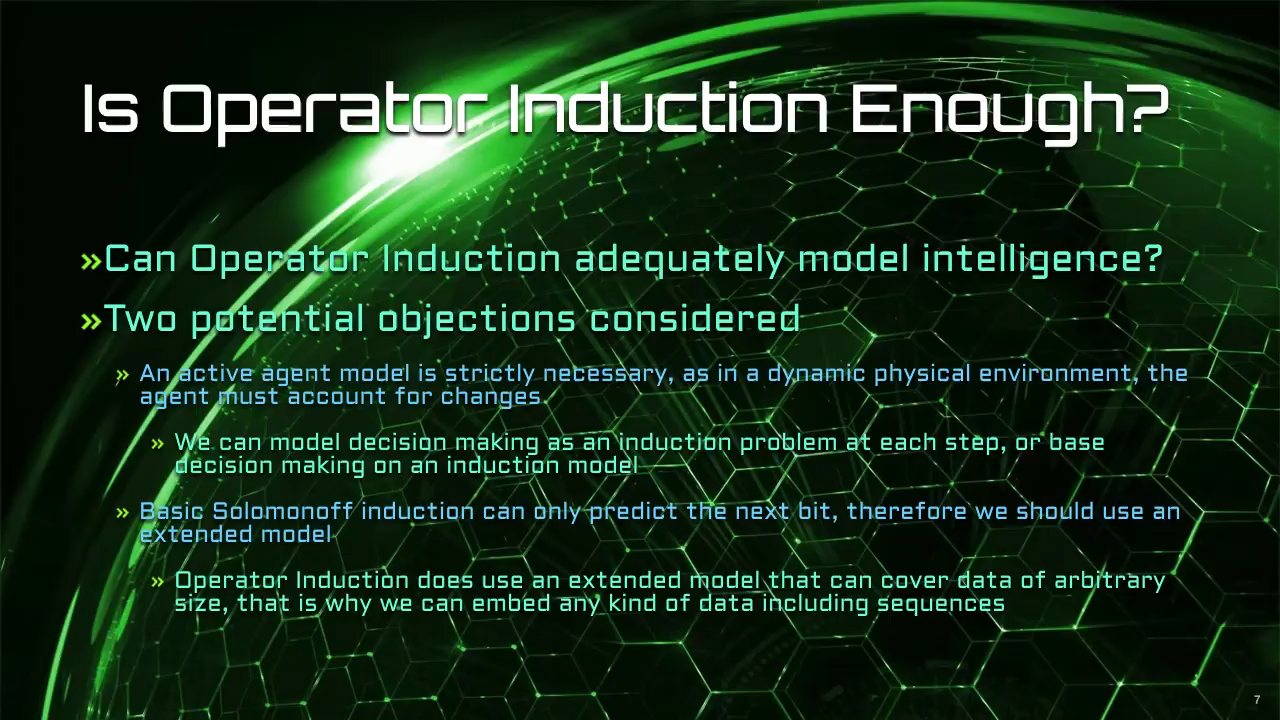 Is Operator Induction Enough?
»Can Operator Induction adequately model intelligence?
»Two potential objections considered
» An active agent model is strictly necessary, as in a dynamic physical environment, the
agent must account for changes.
» We can model decision making as an induction problem at each step, or base
decision making on an induction model
» Basic Solomonoff induction can only predict the next bit, therefore we should use an
extended model
» Operator Induction does use an extended model that can cover data of arbitrary
size, that is why we can embed any kind of data including sequences
7